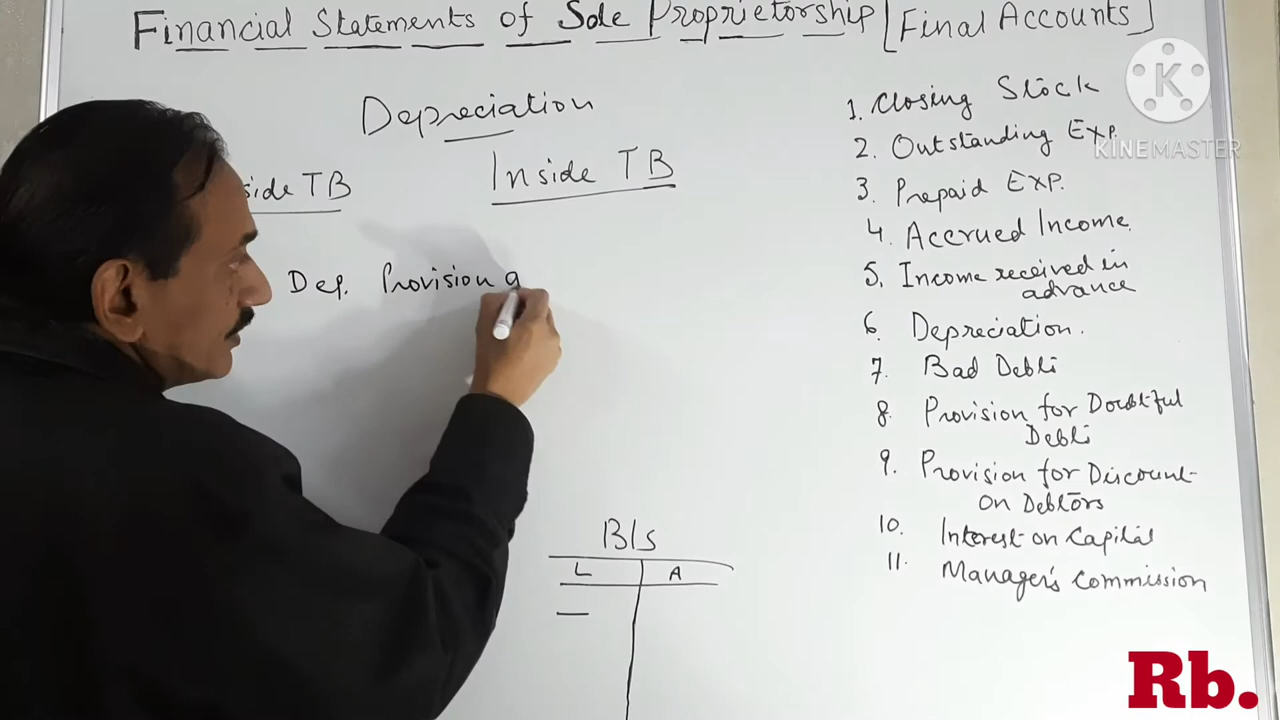 Financial Statements of Sole Proprietorship [Final Accounts]
Depreciation
side TB
Inside TB
Dep. Provision a
B/s
L A
1. Closing Stock
2. Outstanding Exp.
3. Prepaid Exp.
4. Accrued Income.
5. Income received in
advance
6. Depreciation.
7. Bad Debts
8. Provision for Doubtful
Debts
9. Provision for Discount
on Debtors
10. Interest on Capital
11. Manager's Commission
K
KINEMASTER
Rb.